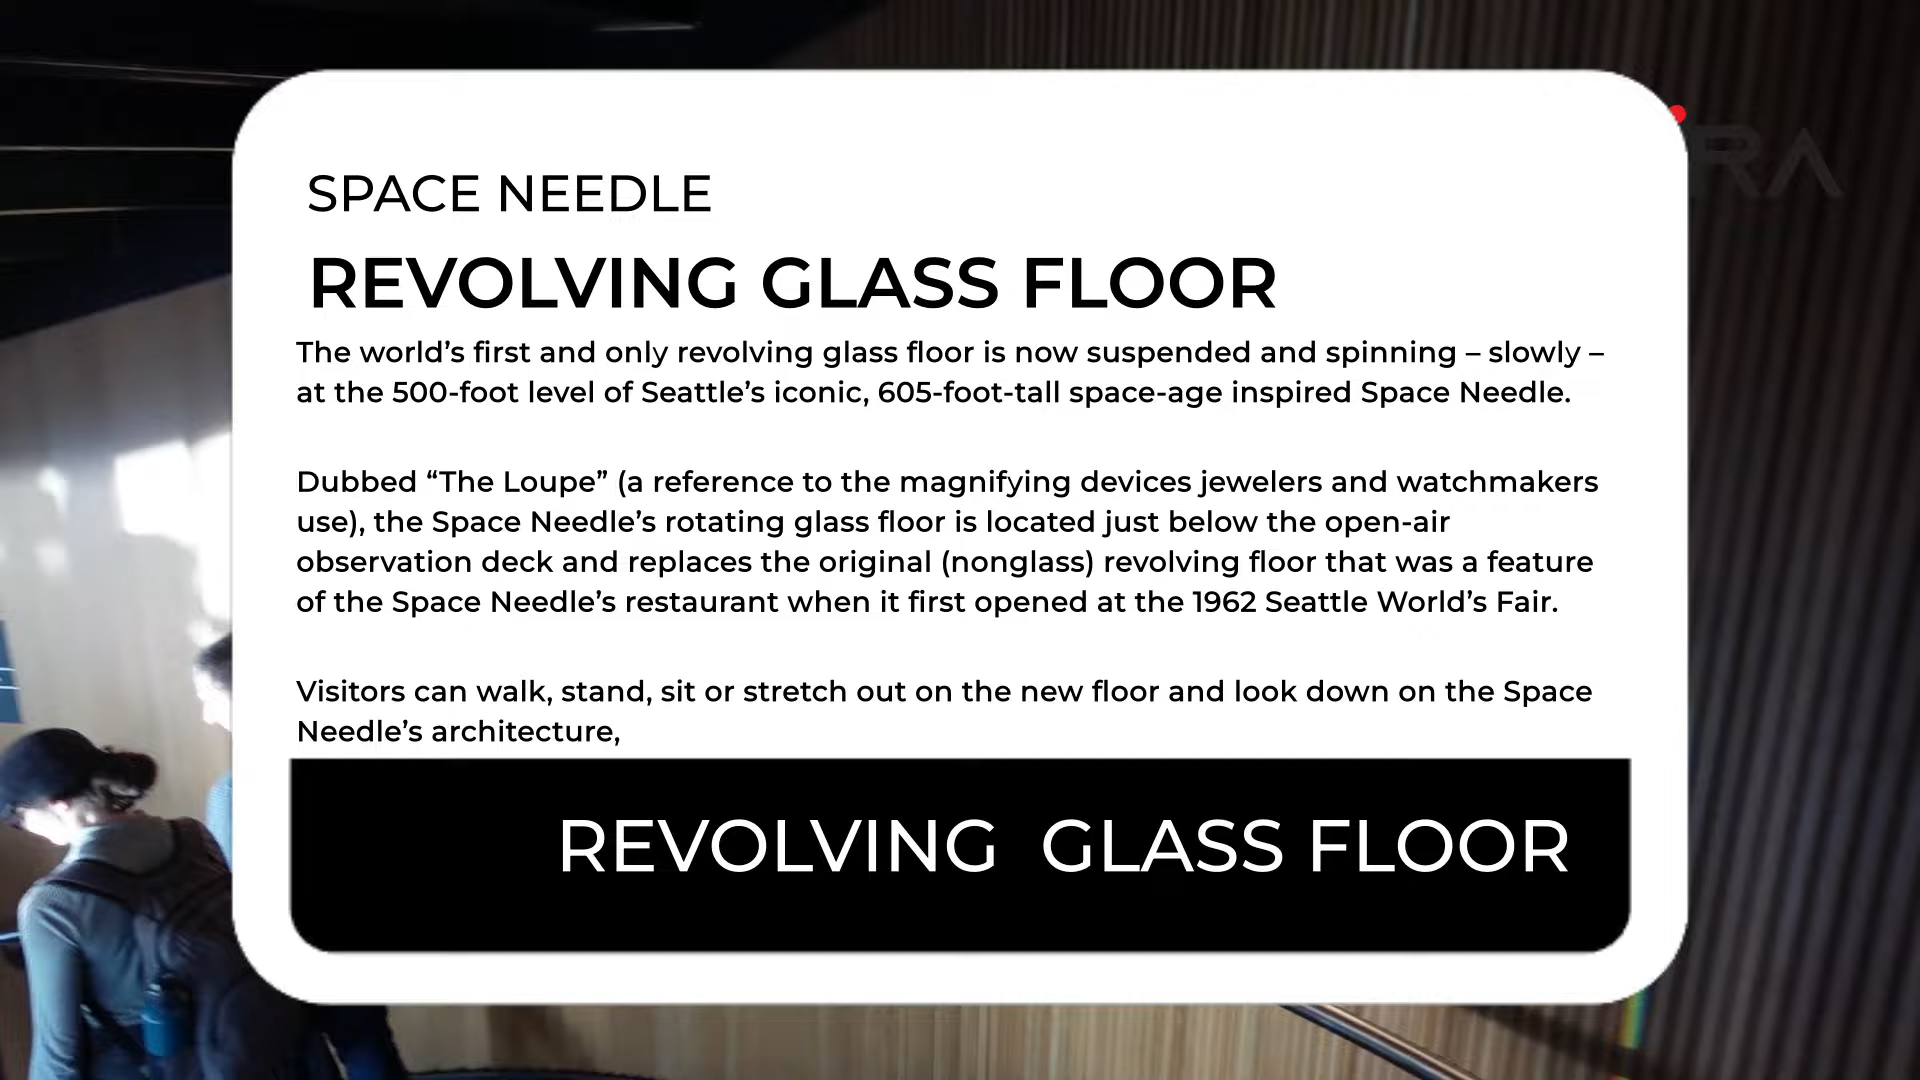 SPACE NEEDLE
REVOLVING GLASS FLOOR
The world’s first and only revolving glass floor is now suspended and spinning – slowly –
at the 500-foot level of Seattle’s iconic, 605-foot-tall space-age inspired Space Needle.
Dubbed “The Loupe” (a reference to the magnifying devices jewelers and watchmakers
use), the Space Needle’s rotating glass floor is located just below the open-air
observation deck and replaces the original (nonglass) revolving floor that was a feature
of the Space Needle’s restaurant when it first opened at the 1962 Seattle World’s Fair.
Visitors can walk, stand, sit or stretch out on the new floor and look down on the Space
Needle’s architecture,
REVOLVING GLASS FLOOR